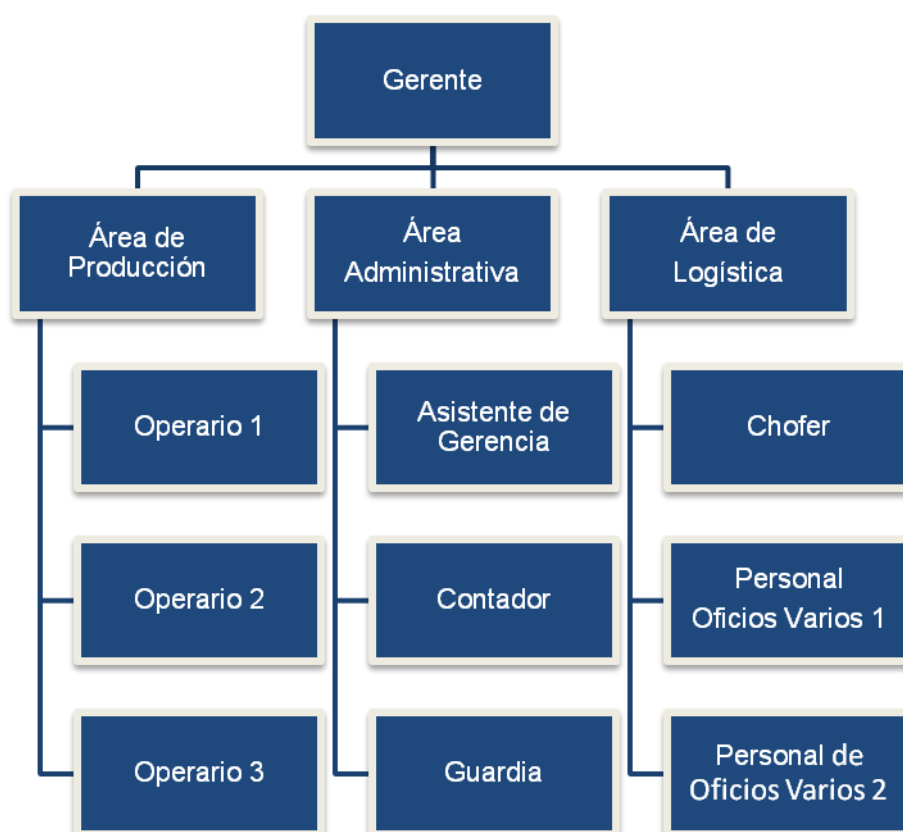 Gerente
Área de
Producción
Área
Administrativa
Área de
Logística
Operario 1
Asistente de
Gerencia
Chofer
Operario 2
Contador
Personal
Oficios Varios 1
Operario 3
Guardia
Personal de
Oficios Varios 2